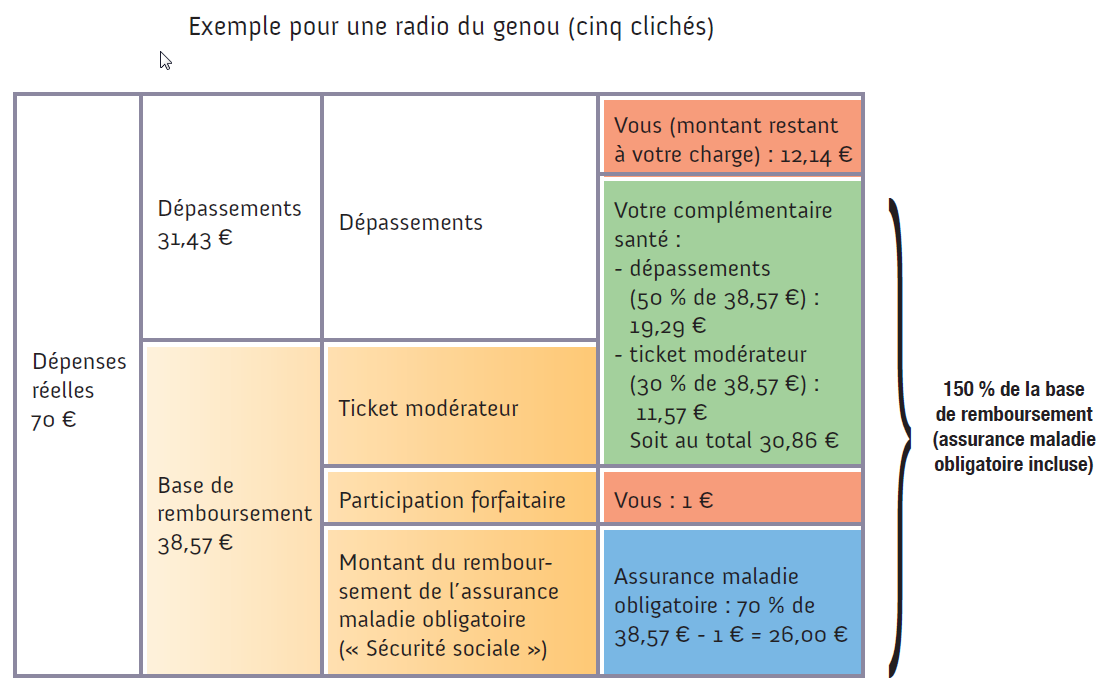 Exemple pour une radio du genou (cinq clichés)
Dépenses
réelles
70 €
Dépassements
31,43 €
Base de
remboursement
38,57 €
Dépassements
Ticket modérateur
Participation forfaitaire
Montant du rembour-
sement de l'assurance
maladie obligatoire
(« Sécurité sociale »)
Vous (montant restant
à votre charge) : 12,14 €
Votre complémentaire
santé :
- dépassements
(50 % de 38,57 €) :
19,29 €
- ticket modérateur
(30 % de 38,57 €) :
11,57 €
Soit au total 30,86 €
Vous : 1 €
Assurance maladie
obligatoire : 70 % de
38,57 € - 1 € = 26,00 €
150 % de la base
de remboursement
(assurance maladie
obligatoire incluse)